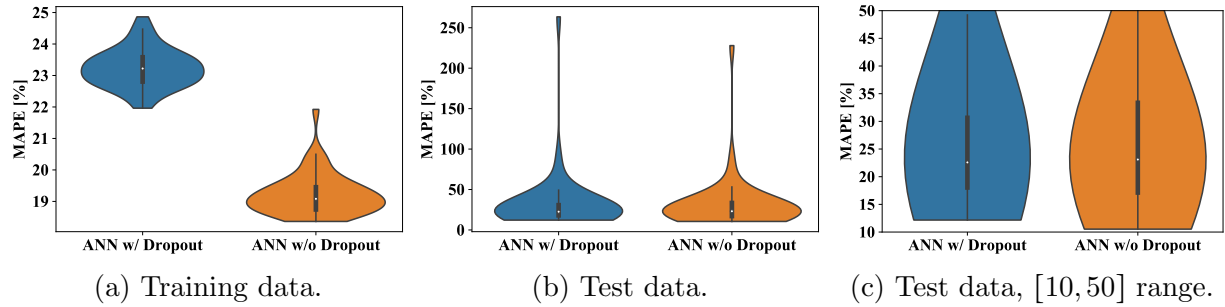 MAPE [%]
25
24
23
22
21
20
19
ANN w/ Dropout
ANN w/o Dropout
(a) Training data.
MAPE [%]
250
200
150
100
50
0
ANN w/ Dropout
ANN w/o Dropout
(b) Test data.
MAPE [%]
50
45
40
35
30
25
20
15
10
ANN w/ Dropout
ANN w/o Dropout
(c) Test data, [10, 50] range.